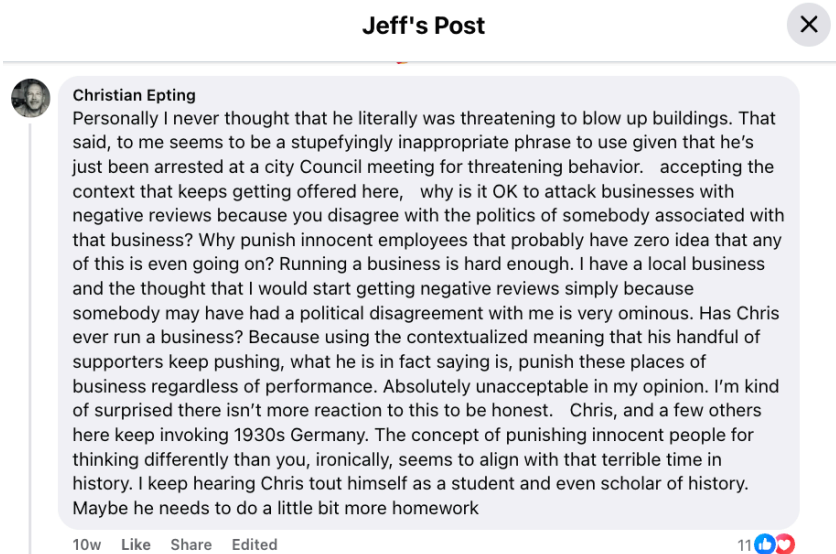 Jeff's Post
Christian Epting
Personally I never thought that he literally was threatening to blow up buildings. That
said, to me seems to be a stupefyingly inappropriate phrase to use given that he’s
just been arrested at a city Council meeting for threatening behavior.   accepting the
context that keeps getting offered here,   why is it OK to attack businesses with
negative reviews because you disagree with the politics of somebody associated with
that business? Why punish innocent employees that probably have zero idea that any
of this is even going on? Running a business is hard enough. I have a local business
and the thought that I would start getting negative reviews simply because
somebody may have had a political disagreement with me is very ominous. Has Chris
ever run a business? Because using the contextualized meaning that his handful of
supporters keep pushing, what he is in fact saying is, punish these places of
business regardless of performance. Absolutely unacceptable in my opinion. I’m kind
of surprised there isn’t more reaction to this to be honest.   Chris, and a few others
here keep invoking 1930s Germany. The concept of punishing innocent people for
thinking differently than you, ironically, seems to align with that terrible time in
history. I keep hearing Chris tout himself as a student and even scholar of history.
Maybe he needs to do a little bit more homework
10w Like Share Edited 11